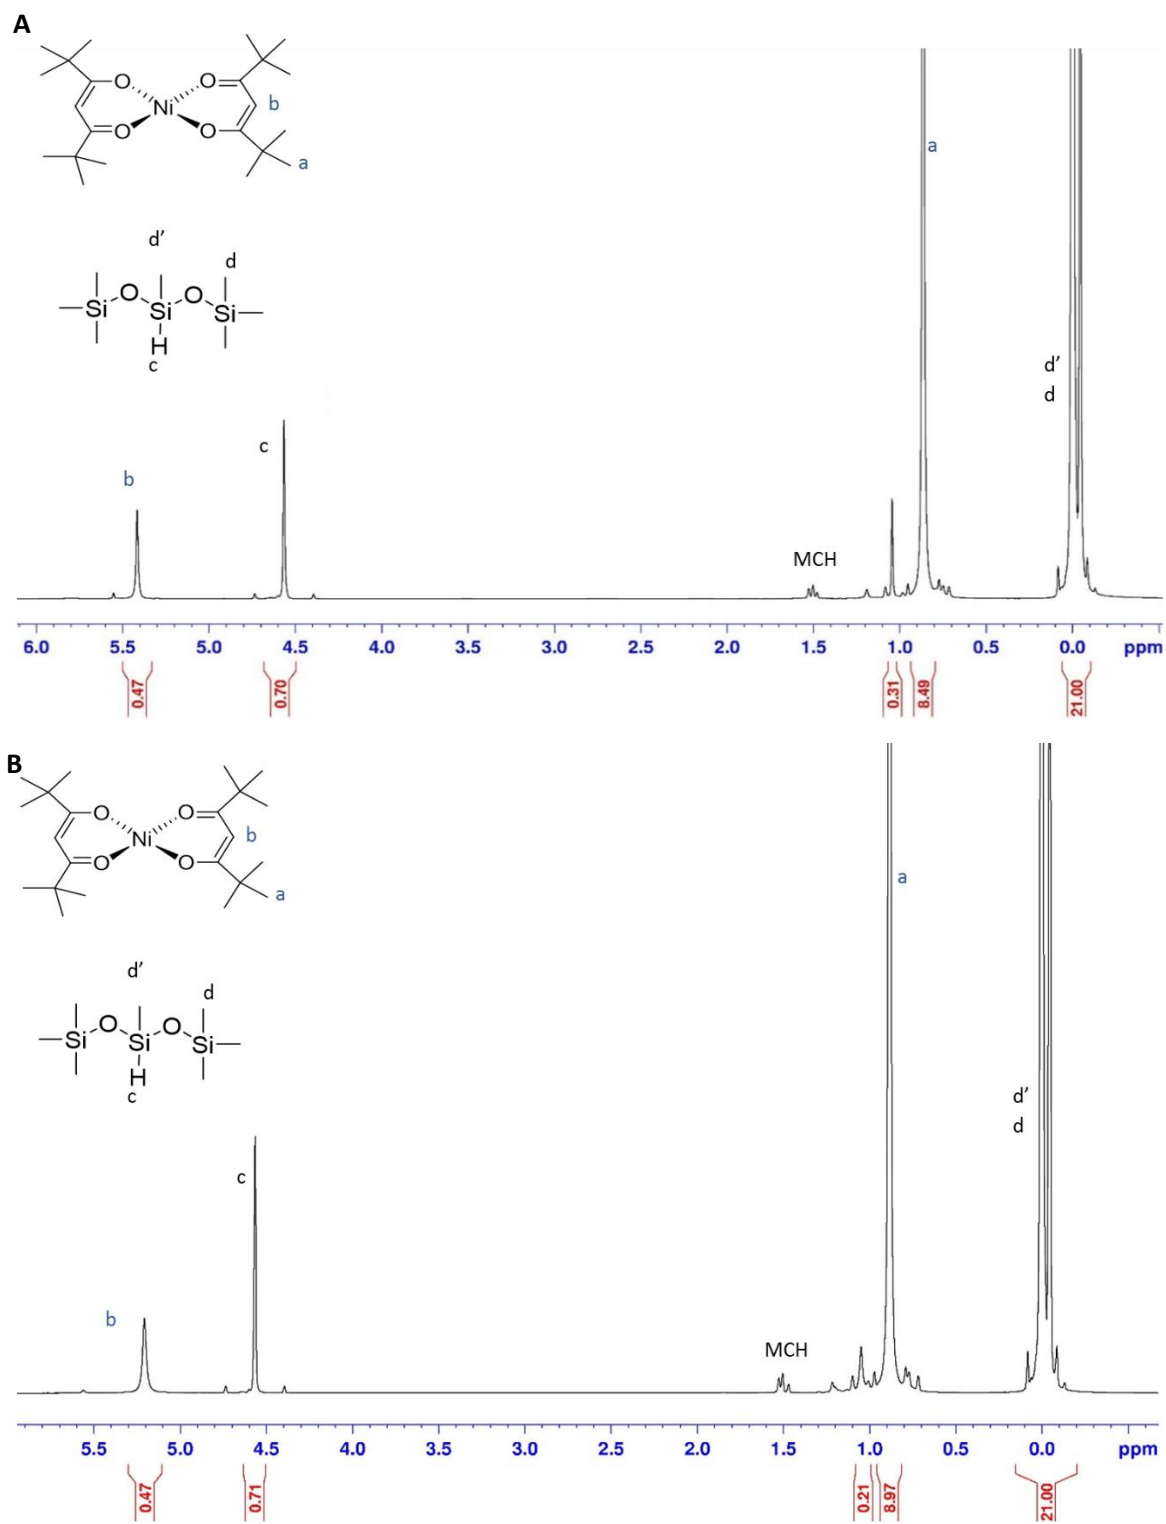 A
O O
Ni
b
O O
a
d'
d
O O
Si Si Si
H
c
d'
d
a
c
b
MCH
6.0 5.5 5.0 4.5 4.0 3.5 3.0 2.5 2.0 1.5 1.0 0.5 0.0 ppm
0.47 0.70 0.31 8.49 21.00
B
O O
Ni
b
O O
a
d'
d
O O
Si Si Si
H
c
d'
d
a
c
b
MCH
5.5 5.0 4.5 4.0 3.5 3.0 2.5 2.0 1.5 1.0 0.5 0.0 ppm
0.47 0.71 0.21 8.97 21.00